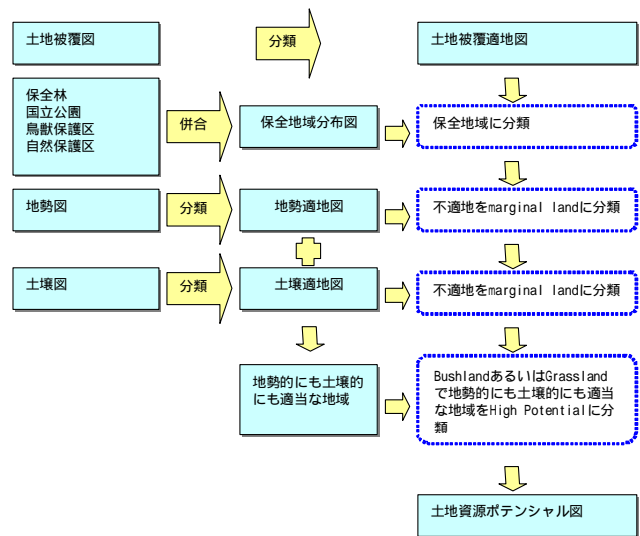 土地被覆図
分類
土地被覆適地図
保全林
国立公園
鳥獣保護区
自然保護区
併合
保全地域分布図
保全地域に分類
地勢図
分類
地勢適地図
不適地をmarginal landに分類
土壌図
分類
土壌適地図
不適地をmarginal landに分類
地勢的にも土壌的
にも適当な地域
BushlandあるいはGrassland
で地勢的にも土壌的にも適当
な地域をHigh Potentialに分
類
土地資源ポテンシャル図